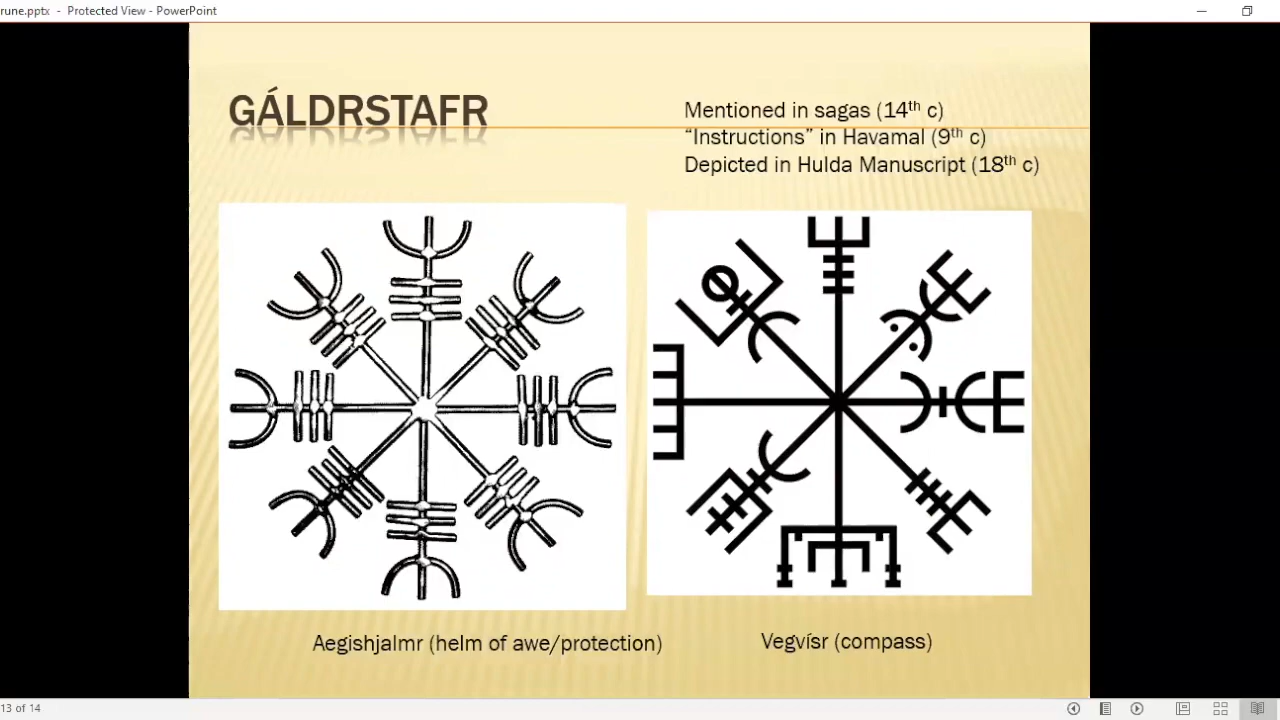 rune.pptx - Protected View - PowerPoint
GÁLDRSTAFR
Mentioned in sagas (14th c)
“Instructions” in Havamal (9th c)
Depicted in Hulda Manuscript (18th c)
Aegishjalmr (helm of awe/protection)
Vegvísr (compass)
13 of 14